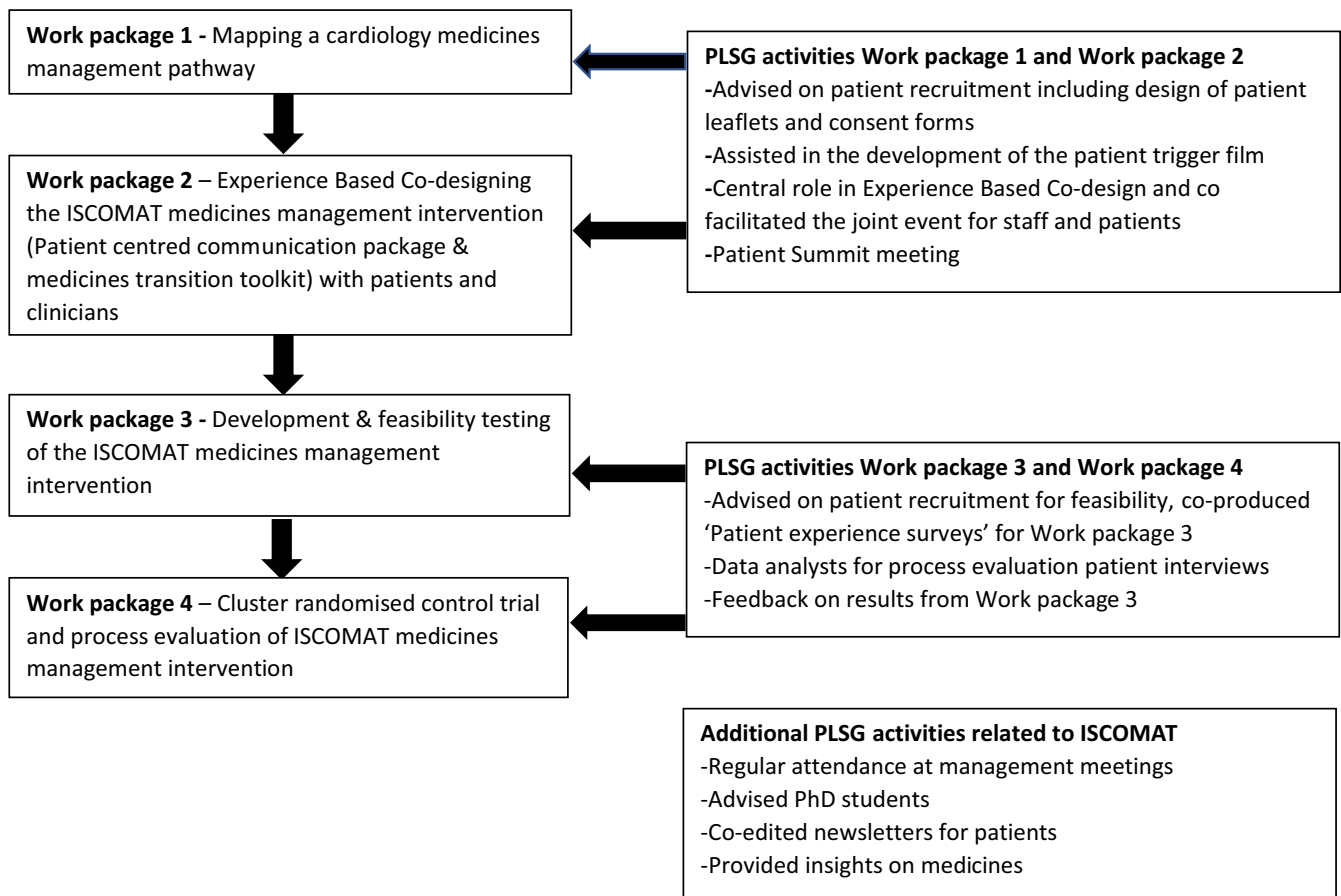 Work package 1 - Mapping a cardiology medicines
management pathway
PLSG activities Work package 1 and Work package 2
-Advised on patient recruitment including design of patient
leaflets and consent forms
-Assisted in the development of the patient trigger film
-Central role in Experience Based Co-design and co
facilitated the joint event for staff and patients
-Patient Summit meeting
Work package 2 – Experience Based Co-designing
the ISCOMAT medicines management intervention
(Patient centred communication package &
medicines transition toolkit) with patients and
clinicians
Work package 3 - Development & feasibility testing
of the ISCOMAT medicines management
intervention
PLSG activities Work package 3 and Work package 4
-Advised on patient recruitment for feasibility, co-produced
‘Patient experience surveys’ for Work package 3
-Data analysts for process evaluation patient interviews
-Feedback on results from Work package 3
Work package 4 – Cluster randomised control trial
and process evaluation of ISCOMAT medicines
management intervention
Additional PLSG activities related to ISCOMAT
-Regular attendance at management meetings
-Advised PhD students
-Co-edited newsletters for patients
-Provided insights on medicines